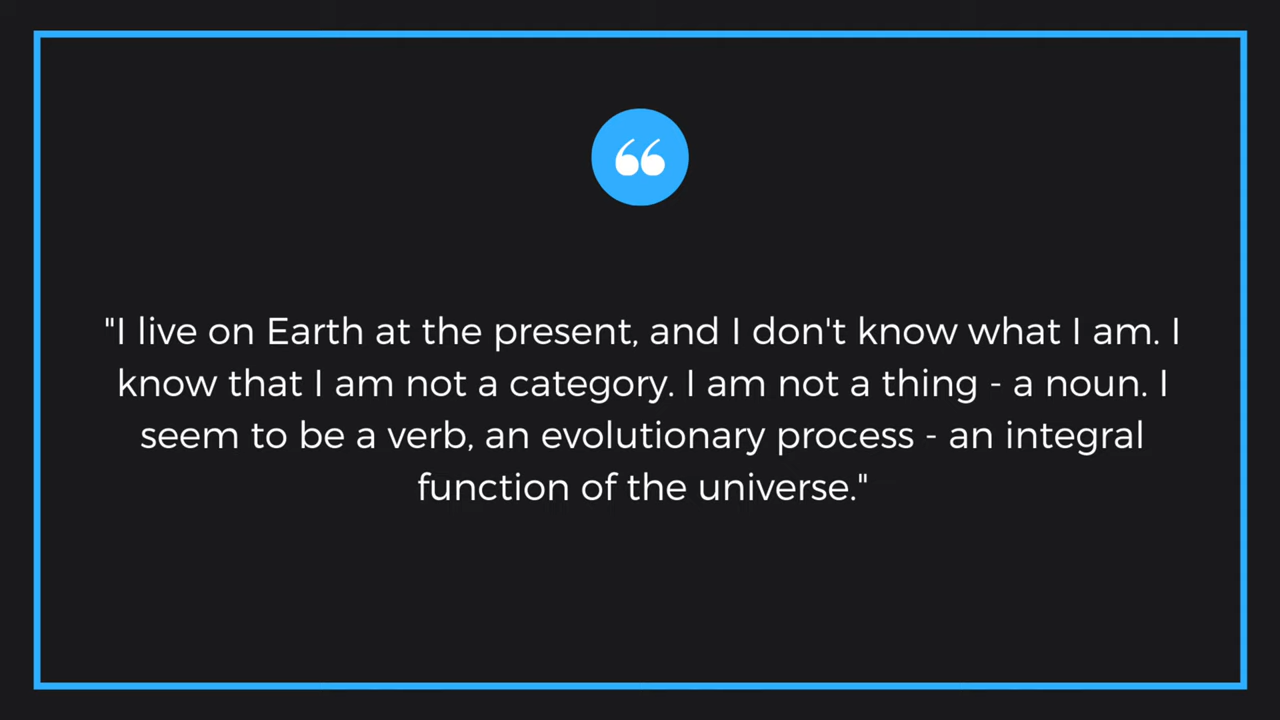 "I live on Earth at the present, and I don't know what I am. I
know that I am not a category. I am not a thing - a noun. I
seem to be a verb, an evolutionary process - an integral
function of the universe."